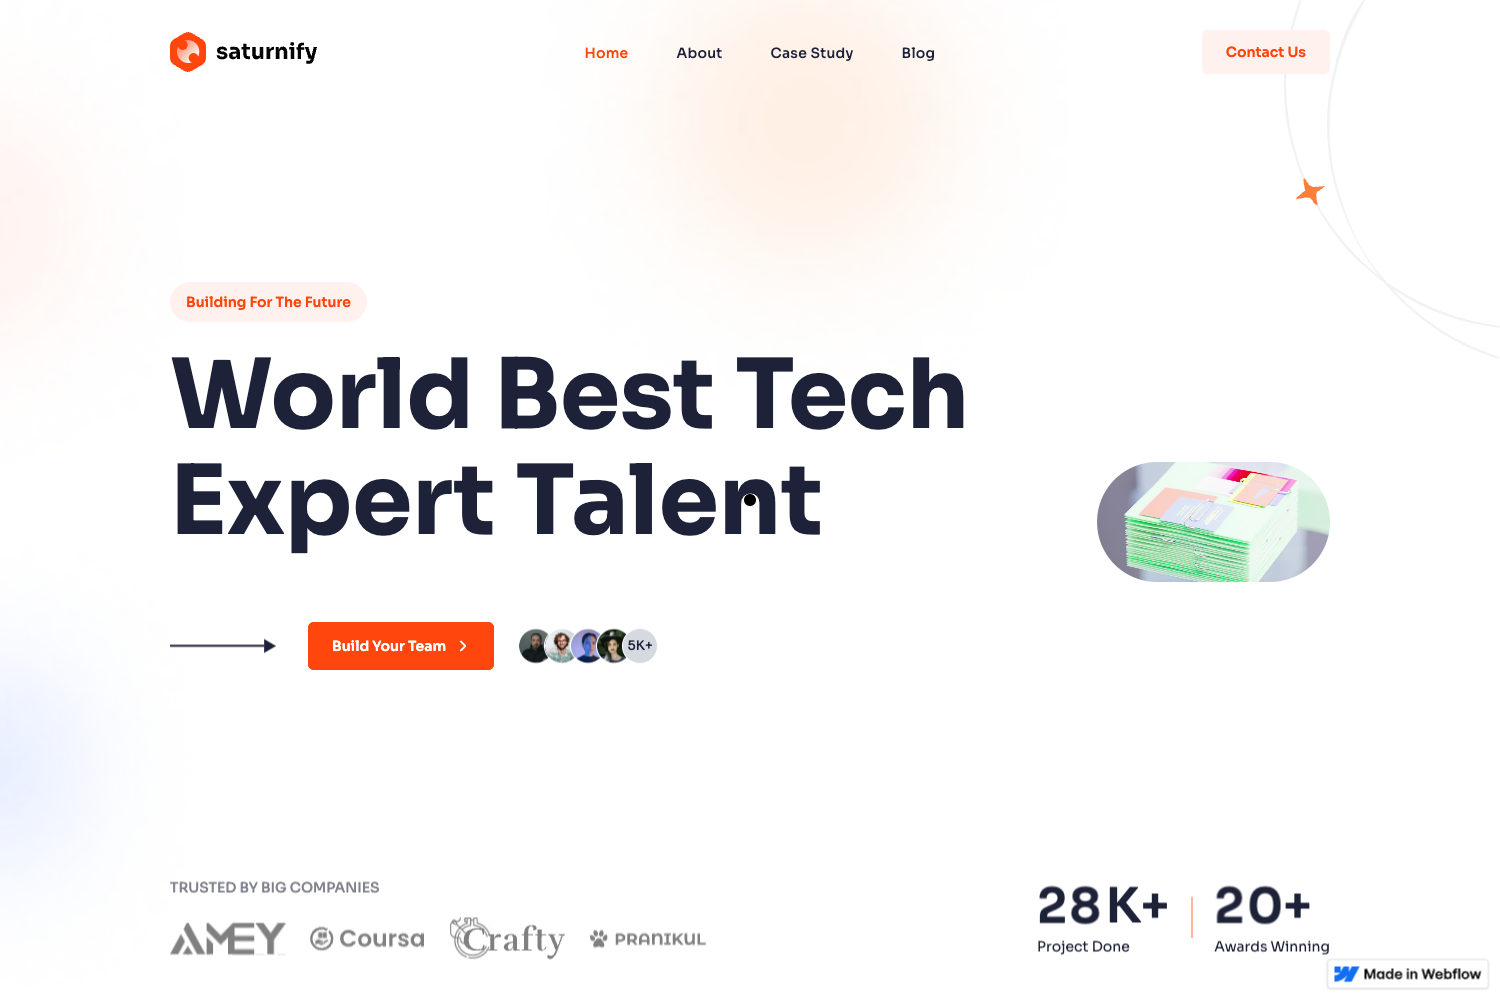 saturnify
Home
About
Case Study
Blog
Contact Us
Building For The Future
World Best Tech
Expert Talent
Build Your Team
5K+
TRUSTED BY BIG COMPANIES
AMEY
Coursa
Crafty
PRANIKUL
28K+
Project Done
20+
Awards Winning
Made in Webflow